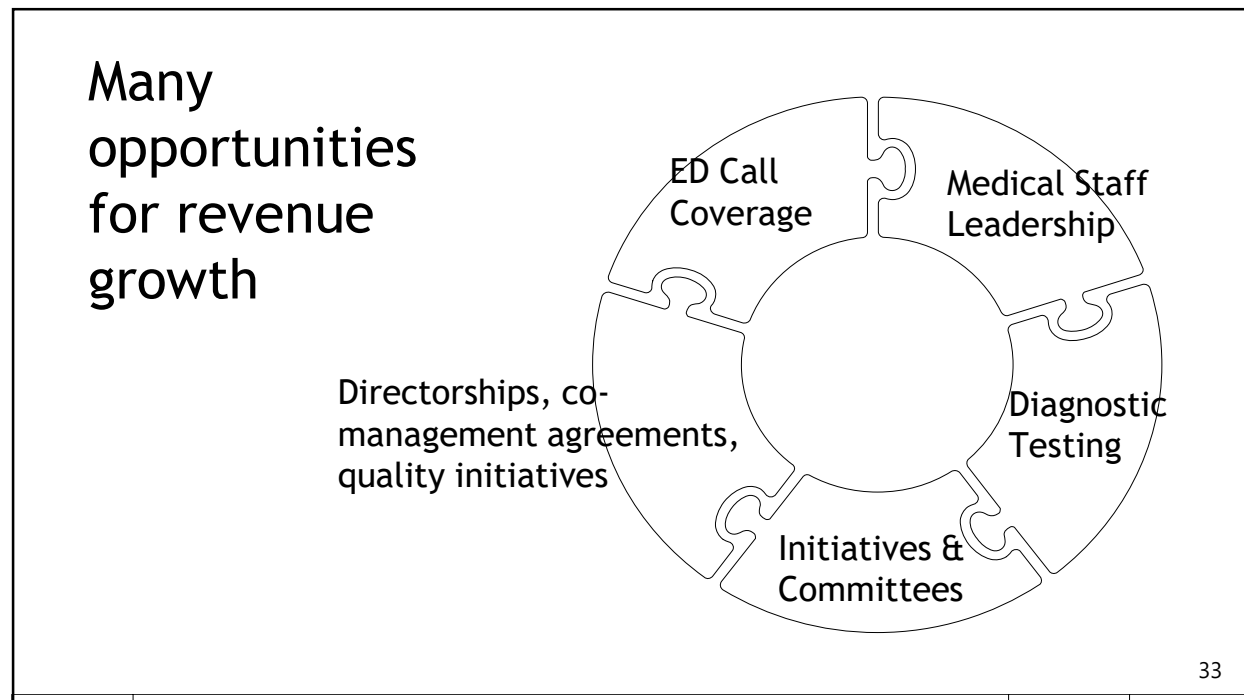 Many
opportunities
for revenue
growth
ED Call
Coverage
Medical Staff
Leadership
Directorships, co-
management agreements,
quality initiatives
Diagnostic
Testing
Initiatives &
Committees
33